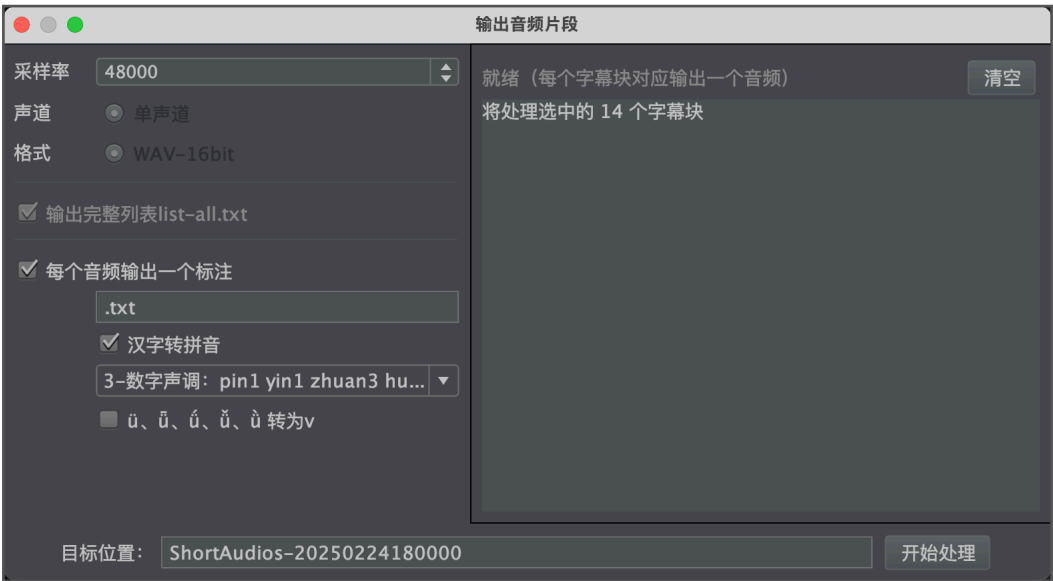 输出音频片段
采样率 48000
声道 单声道
格式 WAV-16bit
输出完整列表list-all.txt
每个音频输出一个标注
.txt
汉字转拼音
3-数字声调：pin1 yin1 zhuan3 hu...
ü、ǖ、ǘ、ǚ、ǜ 转为v
就绪（每个字幕块对应输出一个音频） 清空
将处理选中的 14 个字幕块
目标位置： ShortAudios-20250224180000 开始处理